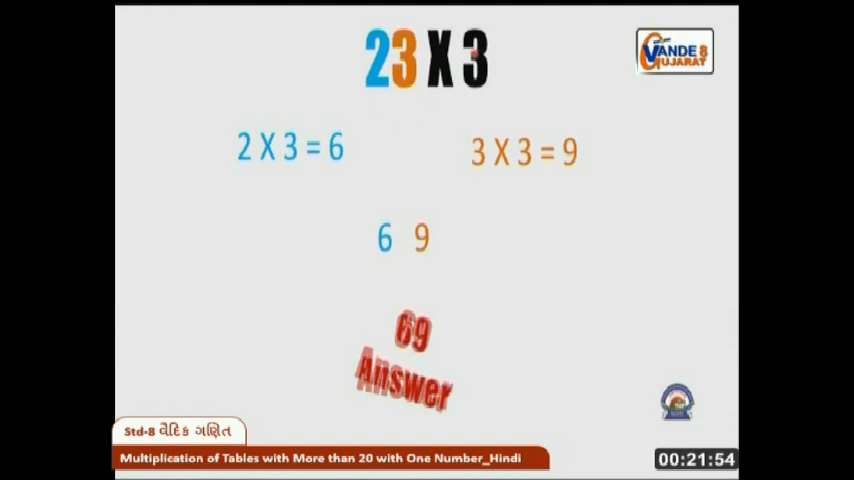 23 X 3
VANDE 8
GUJARAT
2 X 3 = 6
3 X 3 = 9
6 9
69
Answer
Std-8 વૈદિક ગણિત
Multiplication of Tables with More than 20 with One Number_Hindi
00:21:54